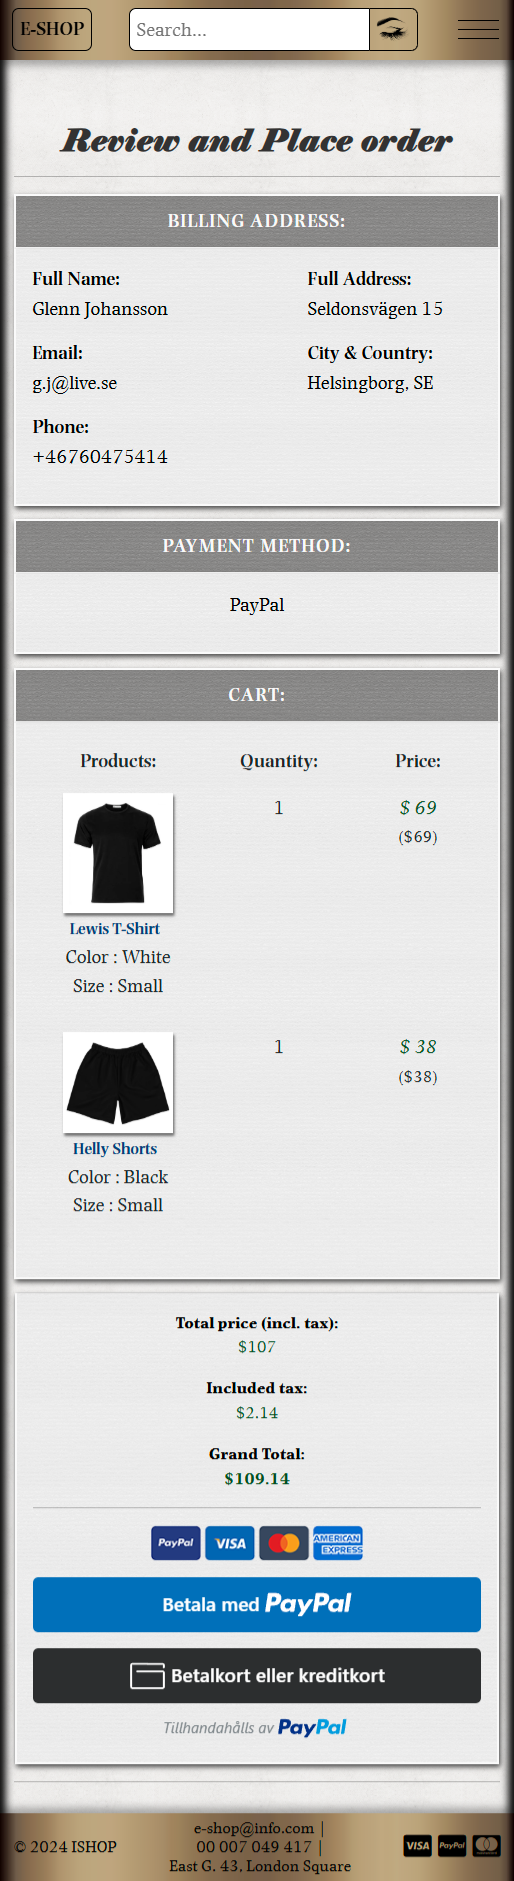 E-SHOP
Search...
Review and Place order
BILLING ADDRESS:
Full Name:
Glenn Johansson
Full Address:
Seldonsvägen 15
Email:
g.j@live.se
City & Country:
Helsingborg, SE
Phone:
+46760475414
PAYMENT METHOD:
PayPal
CART:
Products: Quantity: Price:
1 $ 69
($69)
Lewis T-Shirt
Color : White
Size : Small
1 $ 38
($38)
Helly Shorts
Color : Black
Size : Small
Total price (incl. tax):
$107
Included tax:
$2.14
Grand Total:
$109.14
PayPal VISA AMERICAN EXPRESS
Betala med PayPal
Betalkort eller kreditkort
Tillhandahålls av PayPal
© 2024 ISHOP
e-shop@info.com |
00 007 049 417 |
East G. 43, London Square
VISA PayPal